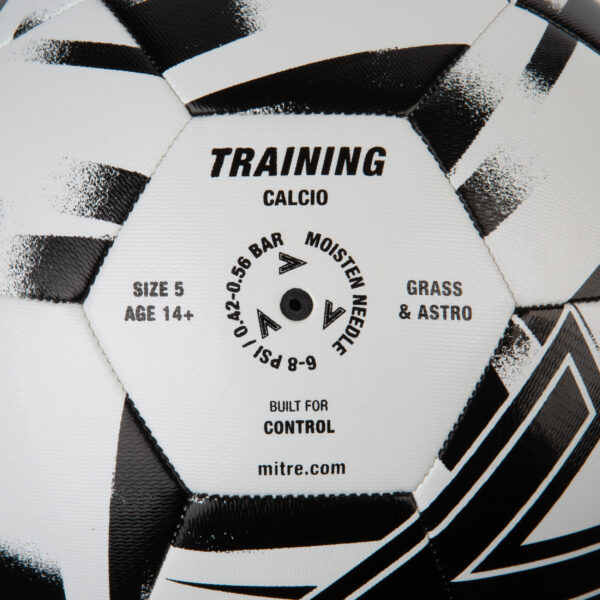 TRAINING
CALCIO
SIZE 5
AGE 14+
6-8 PSI / 0.42-0.56 BAR
MOISTEN NEEDLE
GRASS
& ASTRO
BUILT FOR
CONTROL
mitre.com